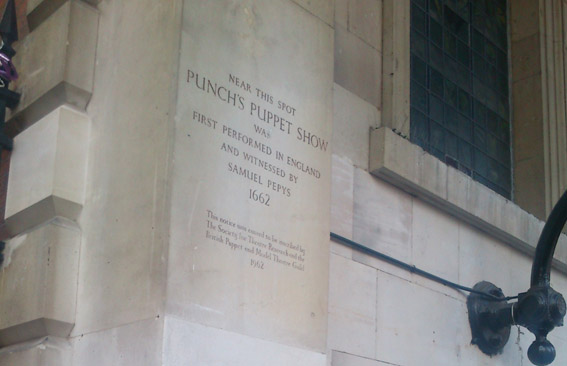 NEAR THIS SPOT
PUNCH'S PUPPET SHOW
WAS
FIRST PERFORMED IN ENGLAND
AND WITNESSED BY
SAMUEL PEPYS
1662
This notice was caused to be inscribed by
The Society for Theatre Research and the
British Puppet and Model Theatre Guild
1962